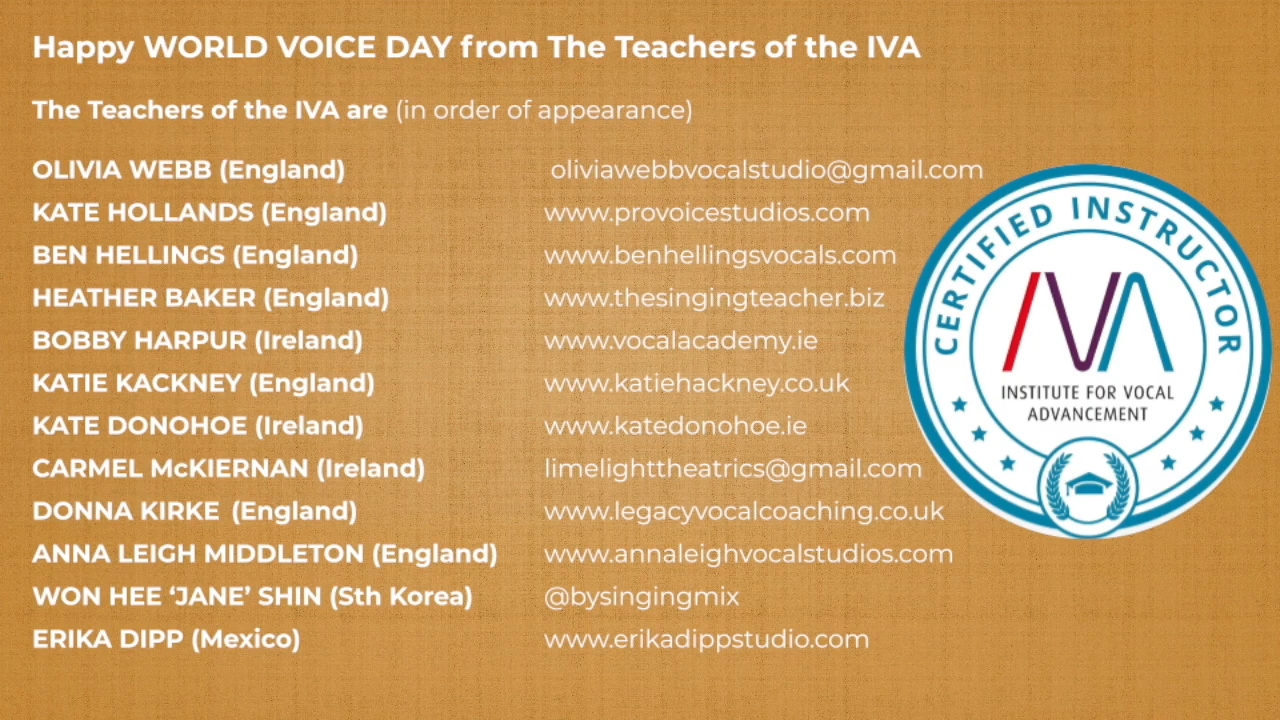 Happy WORLD VOICE DAY from The Teachers of the IVA
The Teachers of the IVA are (in order of appearance)
OLIVIA WEBB (England) oliviawebbvocalstudio@gmail.com
KATE HOLLANDS (England) www.provoicestudios.com
BEN HELLINGS (England) www.benhellingsvocals.com
HEATHER BAKER (England) www.thesingingteacher.biz
BOBBY HARPUR (Ireland) www.vocalacademy.ie
KATIE KACKNEY (England) www.katiehackney.co.uk
KATE DONOHOE (Ireland) www.katedonohoe.ie
CARMEL McKIERNAN (Ireland) limelighttheatrics@gmail.com
DONNA KIRKE (England) www.legacyvocalcoaching.co.uk
ANNA LEIGH MIDDLETON (England) www.annaleighvocalstudios.com
WON HEE ‘JANE’ SHIN (Sth Korea) @bysingingmix
ERIKA DIPP (Mexico) www.erikadippstudio.com
CERTIFIED INSTRUCTOR
IVA
INSTITUTE FOR VOCAL
ADVANCEMENT